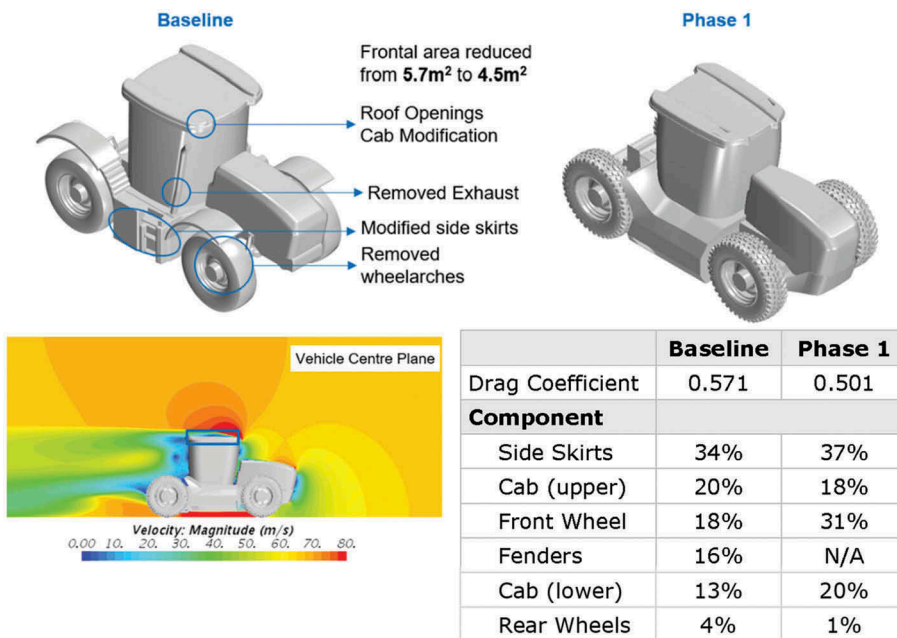 Baseline
Phase 1
Frontal area reduced
from 5.7m² to 4.5m²
Roof Openings
Cab Modification
Removed Exhaust
Modified side skirts
Removed
wheelarches
Vehicle Centre Plane
Velocity: Magnitude (m/s)
0.00 10. 20. 30. 40. 50. 60. 70. 80.
Baseline Phase 1
Drag Coefficient 0.571 0.501
Component
Side Skirts 34% 37%
Cab (upper) 20% 18%
Front Wheel 18% 31%
Fenders 16% N/A
Cab (lower) 13% 20%
Rear Wheels 4% 1%